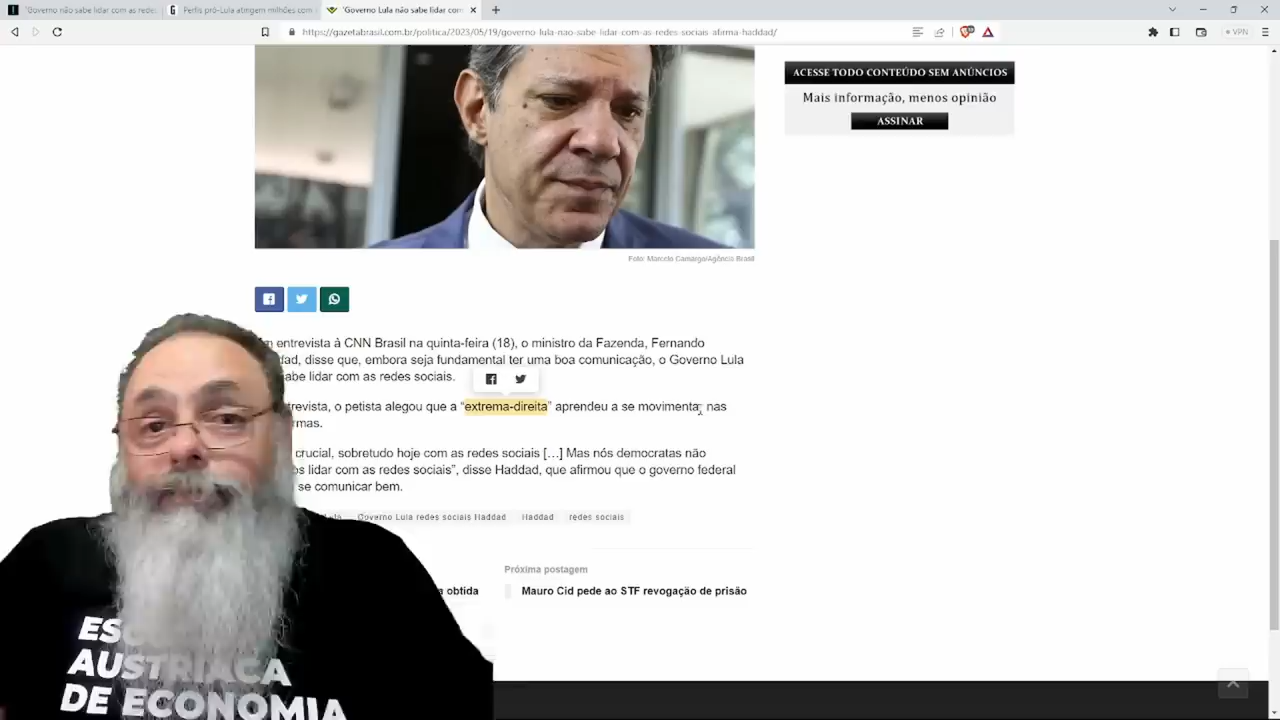 'Governo não sabe lidar com as redes
Perfis pró-Lula atingem milhões com
'Governo Lula não sabe lidar com
https://gazetabrasil.com.br/politica/2023/05/19/governo-lula-nao-sabe-lidar-com-as-redes-sociais-afirma-haddad/
VPN
ACESSE TODO CONTEÚDO SEM ANÚNCIOS
Mais informação, menos opinião
ASSINAR
Foto: Marcelo Camargo/Agência Brasil
entrevista à CNN Brasil na quinta-feira (18), o ministro da Fazenda, Fernando
dad, disse que, embora seja fundamental ter uma boa comunicação, o Governo Lula
sabe lidar com as redes sociais.
trevista, o petista alegou que a “extrema-direita” aprendeu a se movimentar nas
rmas.
crucial, sobretudo hoje com as redes sociais [...] Mas nós democratas não
os lidar com as redes sociais”, disse Haddad, que afirmou que o governo federal
se comunicar bem.
Lula Governo Lula redes sociais Haddad Haddad redes sociais
Próxima postagem
a obtida
Mauro Cid pede ao STF revogação de prisão
ES
AUSTRÍACA
DE ECONOMIA